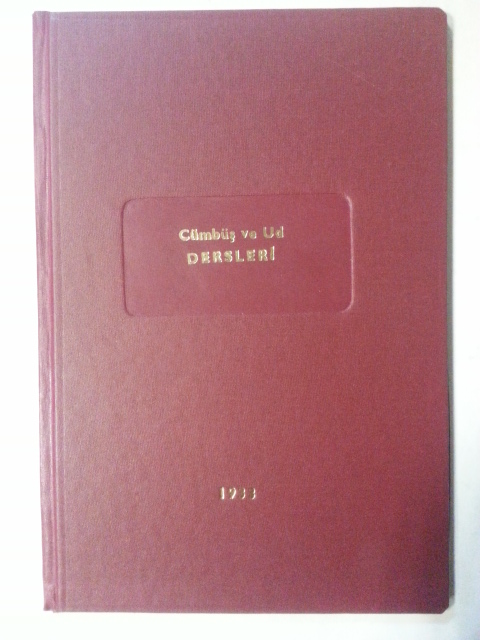 Cümbüş ve Ud
DERSLERİ
1933